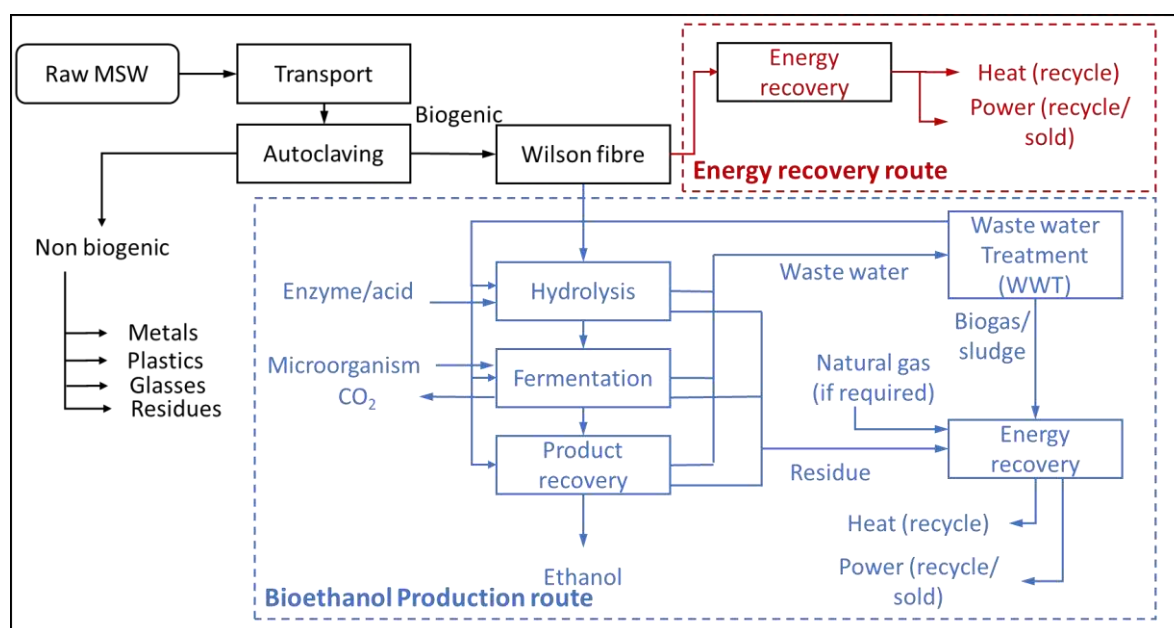 Raw MSW
Transport
Energy
recovery
Heat (recycle)
Power (recycle/
sold)
Biogenic
Autoclaving
Wilson fibre
Energy recovery route
Non biogenic
Metals
Plastics
Glasses
Residues
Enzyme/acid
Hydrolysis
Microorganism
CO₂
Fermentation
Product
recovery
Ethanol
Waste water
Waste water
Treatment
(WWT)
Biogas/
sludge
Natural gas
(if required)
Energy
recovery
Residue
Heat (recycle)
Power (recycle/
sold)
Bioethanol Production route